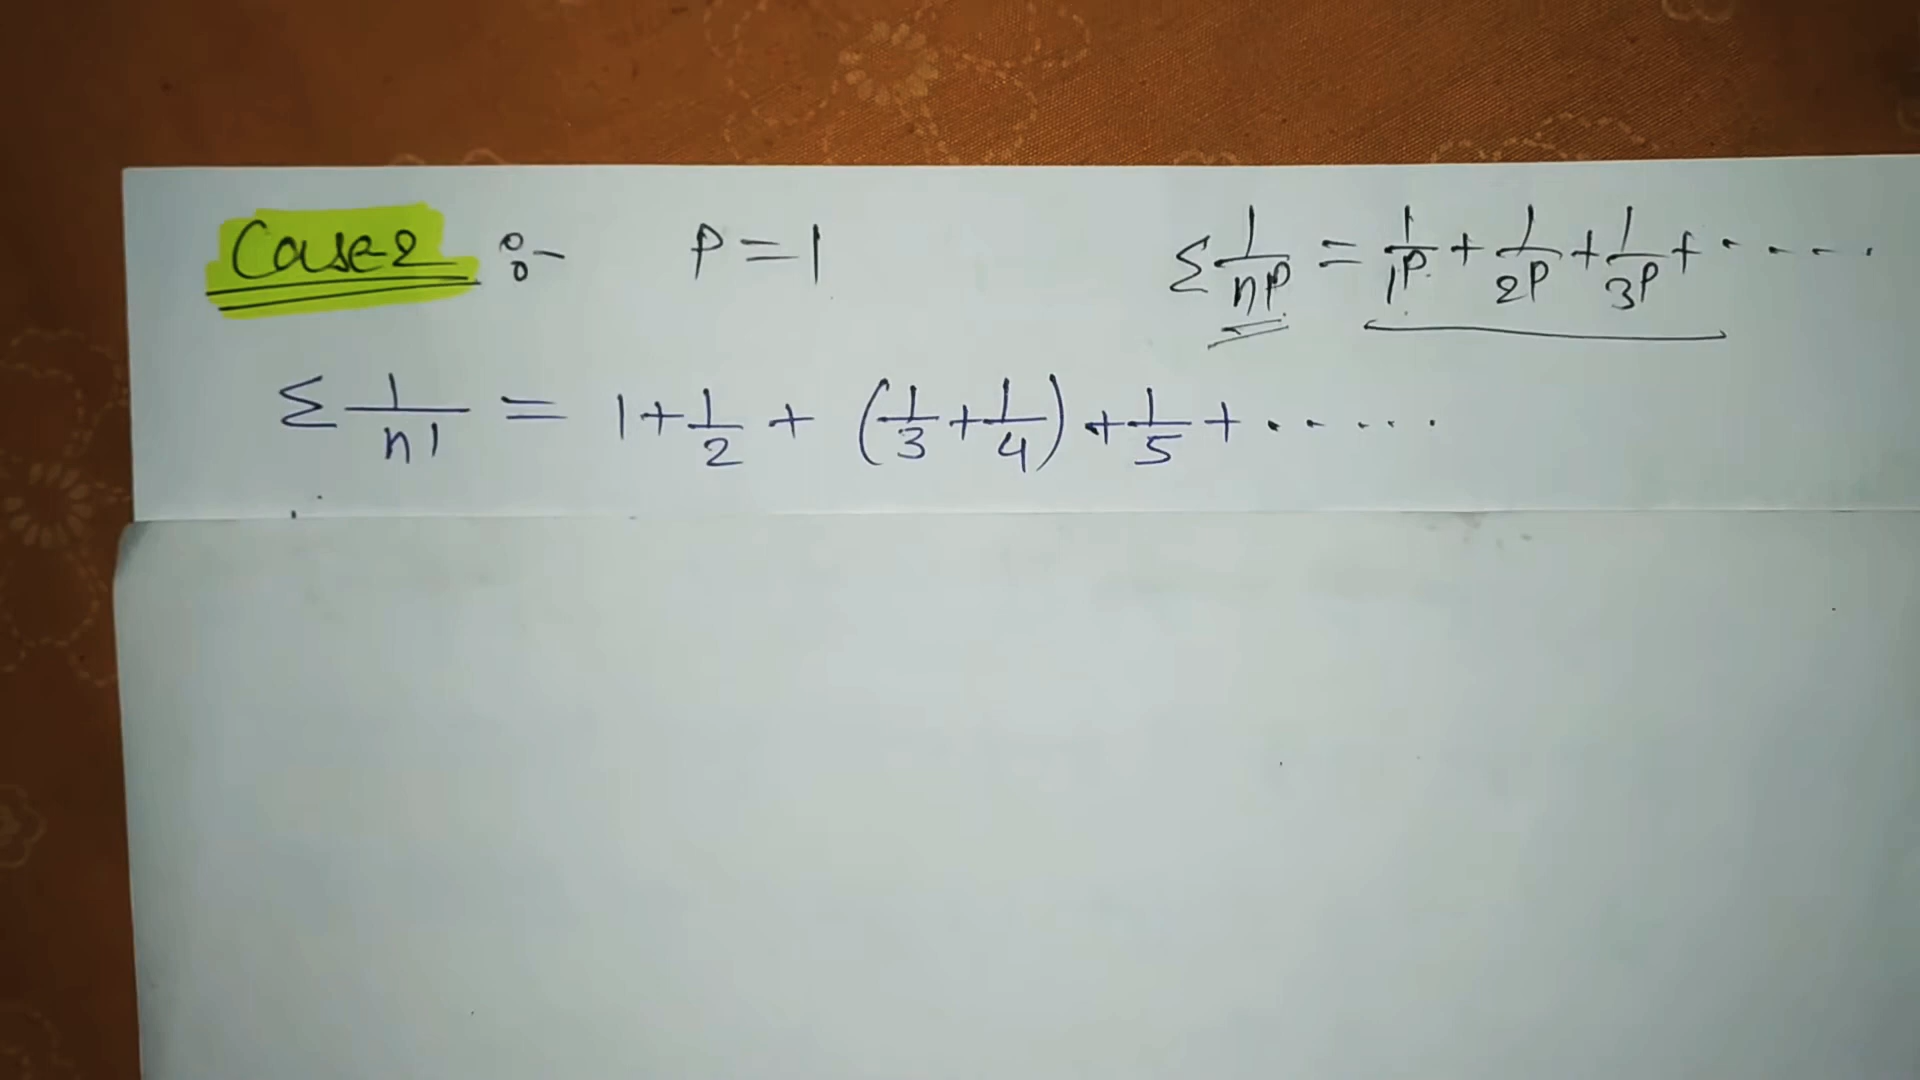 Case 2 :- P = 1 Σ 1/n^p = 1/1^p + 1/2^p + 1/3^p + .....
Σ 1/n^1 = 1 + 1/2 + (1/3 + 1/4) + 1/5 + .....